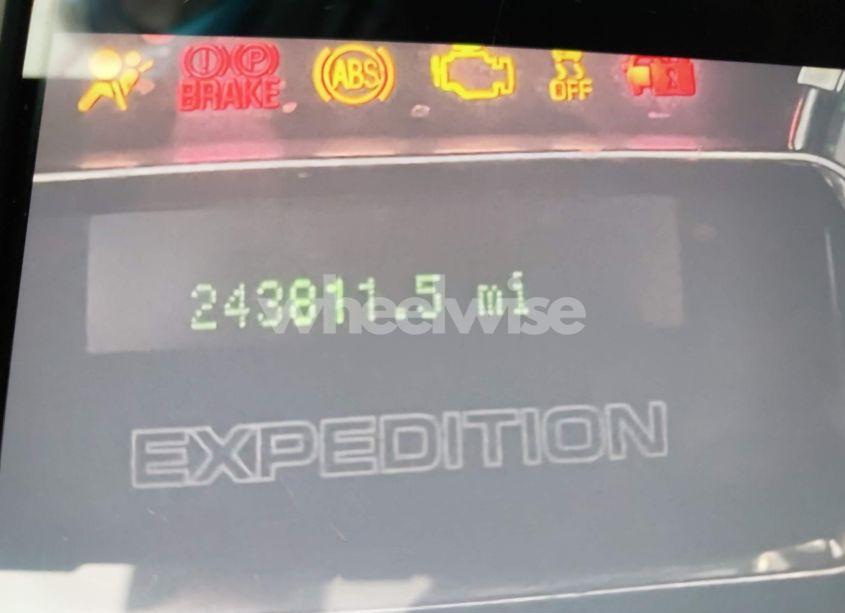 BRAKE ABS OFF
243811.5 mi
wheelwise
EXPEDITION